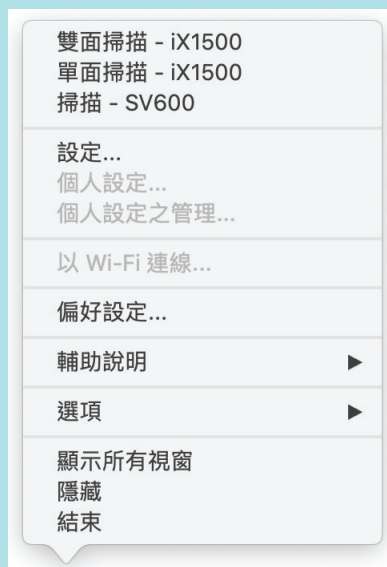 雙面掃描 - iX1500
單面掃描 - iX1500
掃描 - SV600
設定...
個人設定...
個人設定之管理...
以 Wi-Fi 連線...
偏好設定...
輔助說明
選項
顯示所有視窗
隱藏
結束